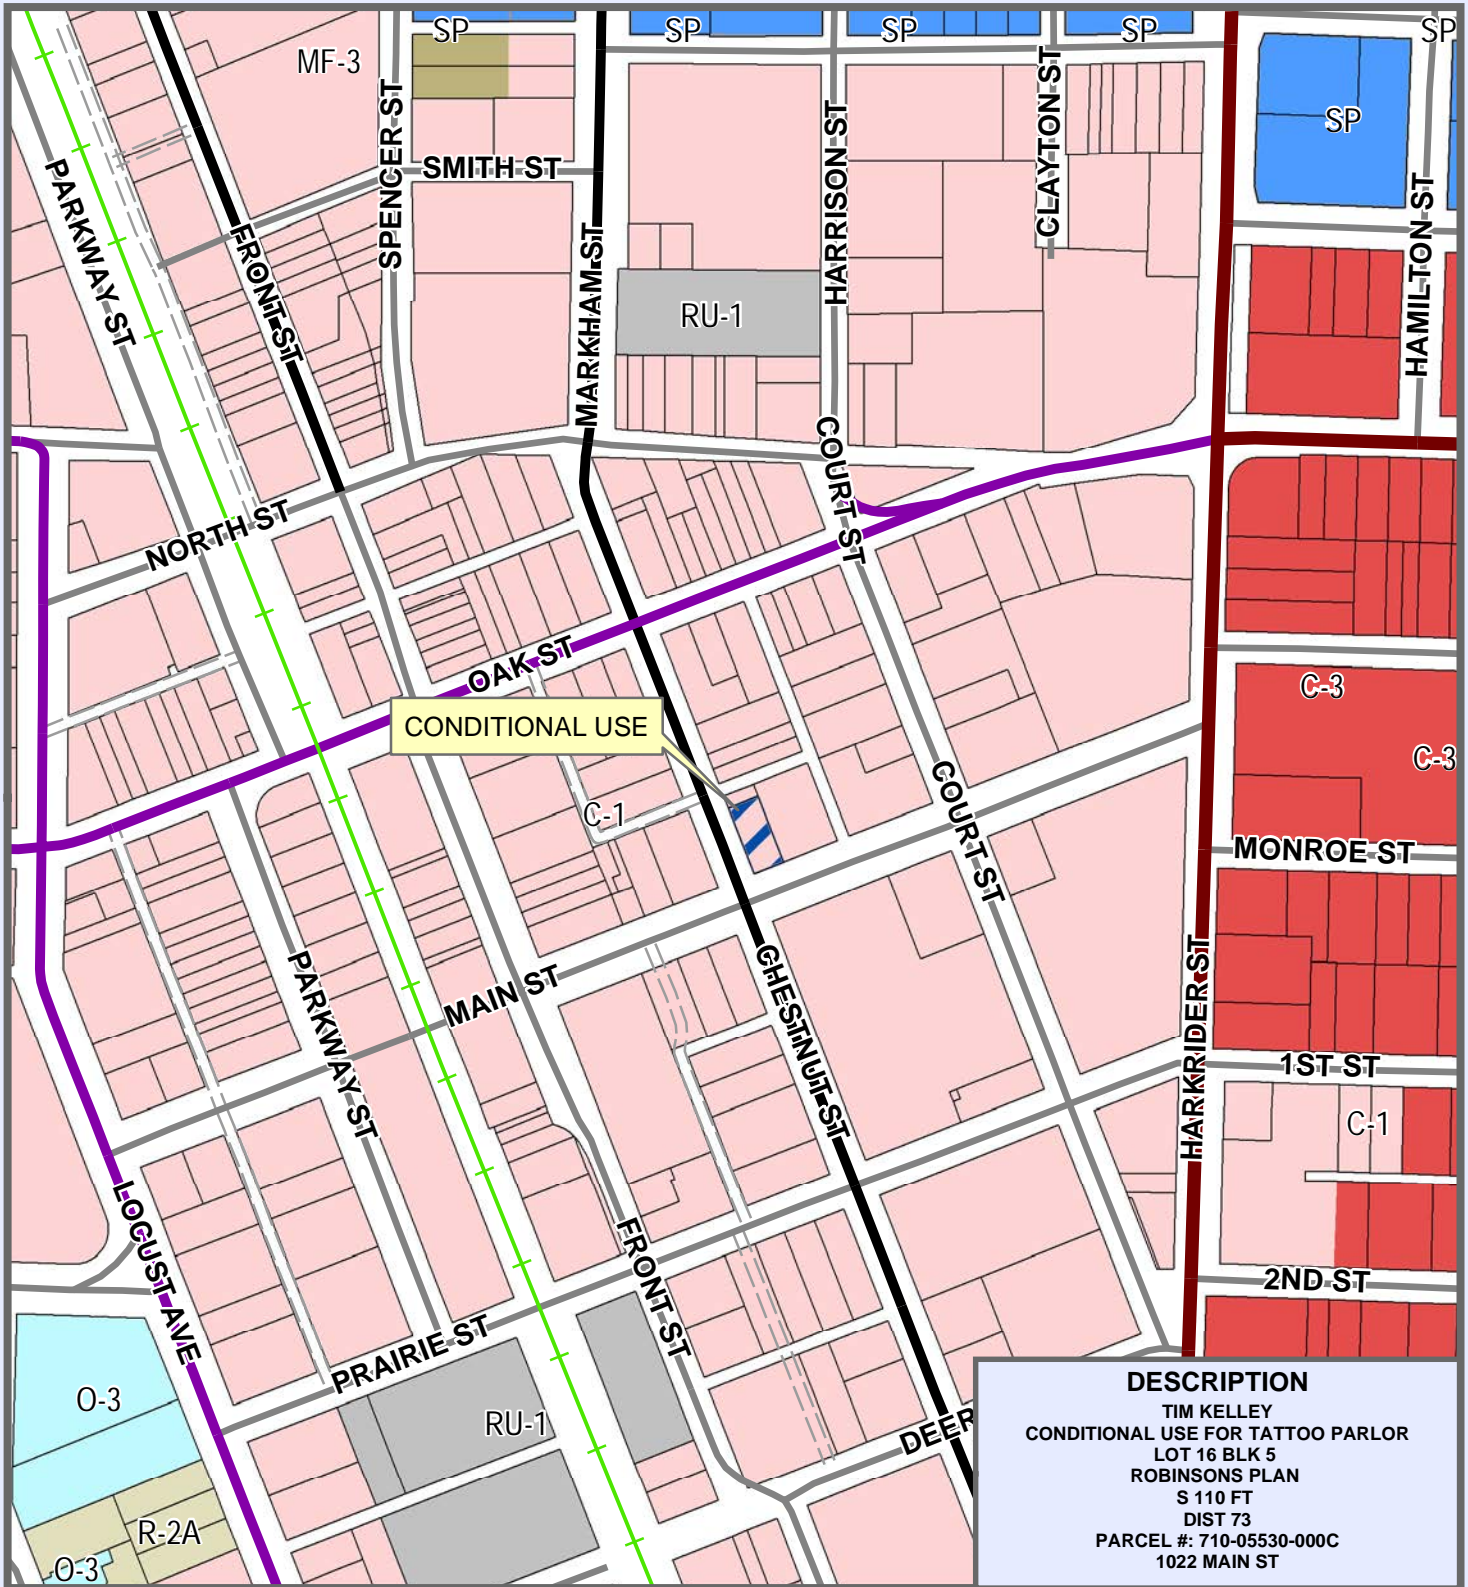 SP
SP
SP
SP
SP
MF-3
SPENCER ST
CLAYTON ST
SP
HARRISON ST
SMITH ST
PARKWAY ST
HAMILTON ST
FRONT ST
MARKHAM ST
RU-1
COURT ST
NORTH ST
OAK ST
C-3
CONDITIONAL USE
C-3
C-1
COURT ST
MONROE ST
PARKWAY ST
MAIN ST
CHESTNUT ST
HARKRIDER ST
1ST ST
C-1
LOCUST AVE
FRONT ST
2ND ST
PRAIRIE ST
O-3
RU-1
DEER
R-2A
O-3
DESCRIPTION
TIM KELLEY
CONDITIONAL USE FOR TATTOO PARLOR
LOT 16 BLK 5
ROBINSONS PLAN
S 110 FT
DIST 73
PARCEL #: 710-05530-000C
1022 MAIN ST